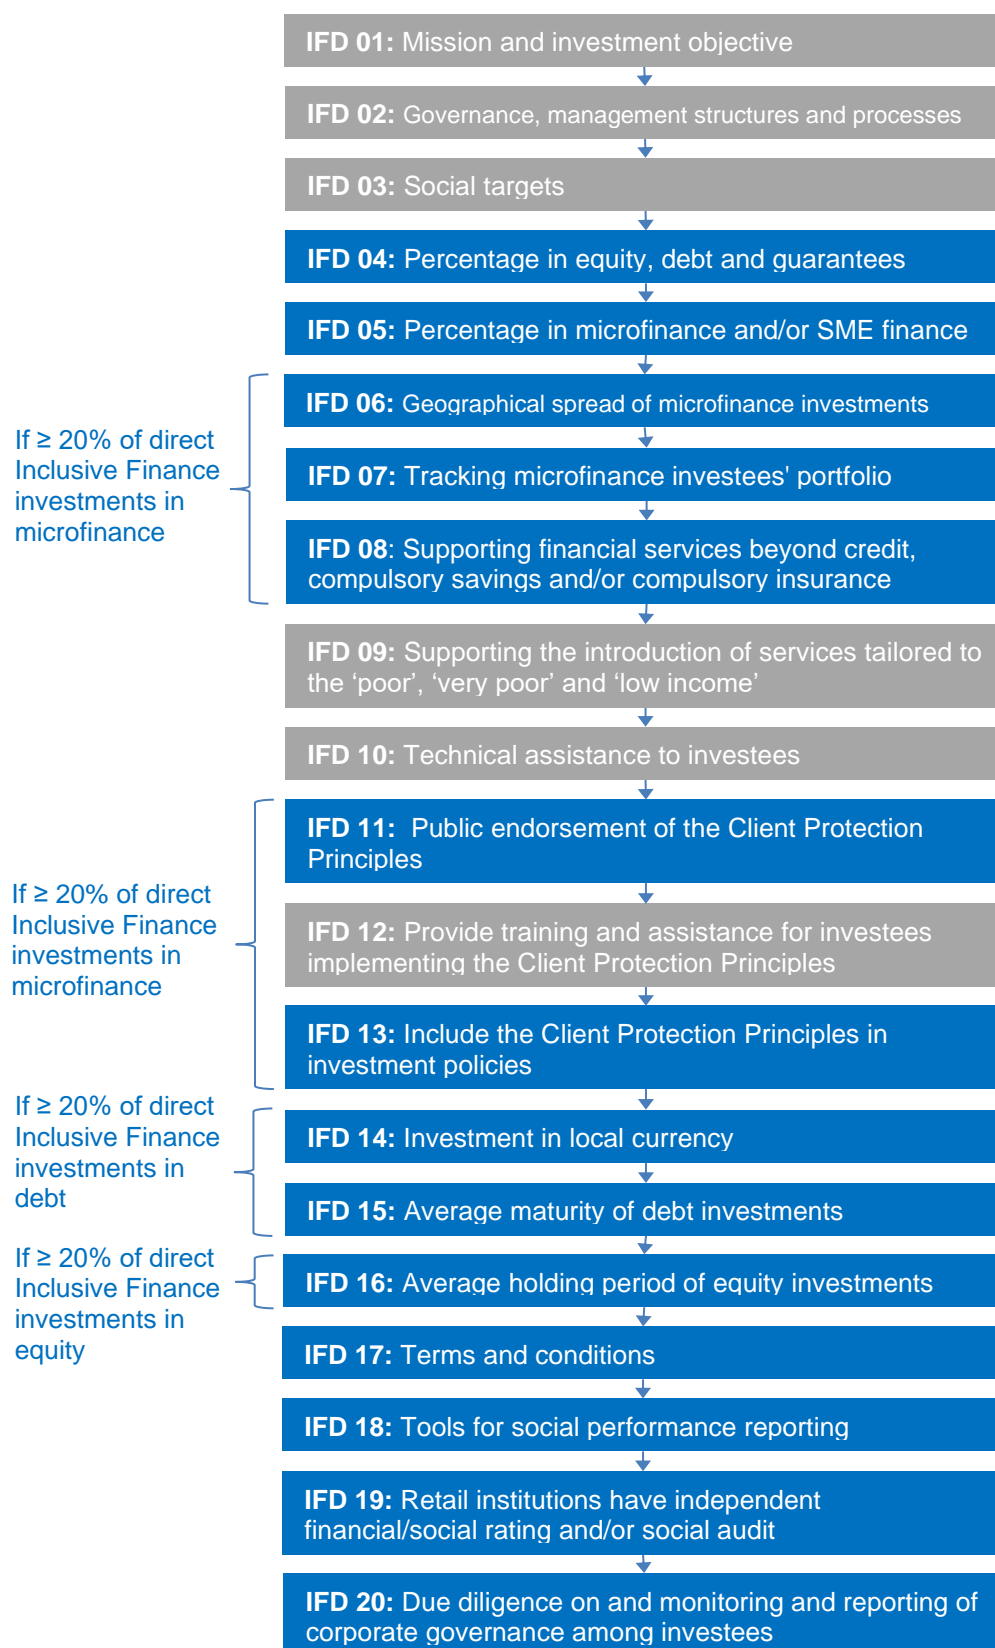 IFD 01: Mission and investment objective
IFD 02: Governance, management structures and processes
IFD 03: Social targets
IFD 04: Percentage in equity, debt and guarantees
IFD 05: Percentage in microfinance and/or SME finance
If ≥ 20% of direct
Inclusive Finance
investments in
microfinance
IFD 06: Geographical spread of microfinance investments
IFD 07: Tracking microfinance investees' portfolio
IFD 08: Supporting financial services beyond credit,
compulsory savings and/or compulsory insurance
IFD 09: Supporting the introduction of services tailored to
the ‘poor’, ‘very poor’ and ‘low income’
IFD 10: Technical assistance to investees
If ≥ 20% of direct
Inclusive Finance
investments in
microfinance
IFD 11: Public endorsement of the Client Protection
Principles
IFD 12: Provide training and assistance for investees
implementing the Client Protection Principles
IFD 13: Include the Client Protection Principles in
investment policies
If ≥ 20% of direct
Inclusive Finance
investments in
debt
IFD 14: Investment in local currency
IFD 15: Average maturity of debt investments
If ≥ 20% of direct
Inclusive Finance
investments in
equity
IFD 16: Average holding period of equity investments
IFD 17: Terms and conditions
IFD 18: Tools for social performance reporting
IFD 19: Retail institutions have independent
financial/social rating and/or social audit
IFD 20: Due diligence on and monitoring and reporting of
corporate governance among investees